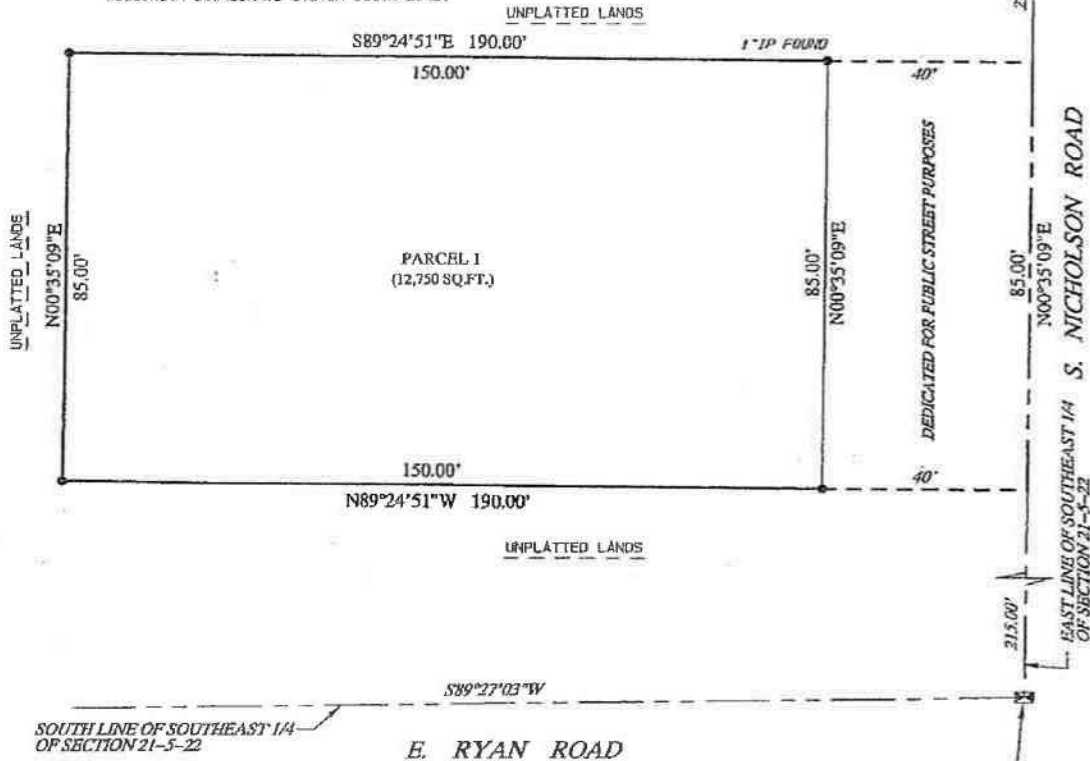 UNPLATTED LANDS
S89°24'51"E 190.00'
1"IP FOUND
150.00'
40'
UNPLATTED LANDS
N00°35'09"E
85.00'
PARCEL 1
(12,750 SQ.FT.)
85.00'
N00°35'09"E
DEDICATED FOR PUBLIC STREET PURPOSES
85.00'
N00°35'09"E
S. NICHOLSON ROAD
150.00'
N89°24'51"W 190.00'
40'
UNPLATTED LANDS
215.00'
EAST LINE OF SOUTHEAST 1/4
OF SECTION 21-5-22
S89°27'03"W
SOUTH LINE OF SOUTHEAST 1/4
OF SECTION 21-5-22
E. RYAN ROAD